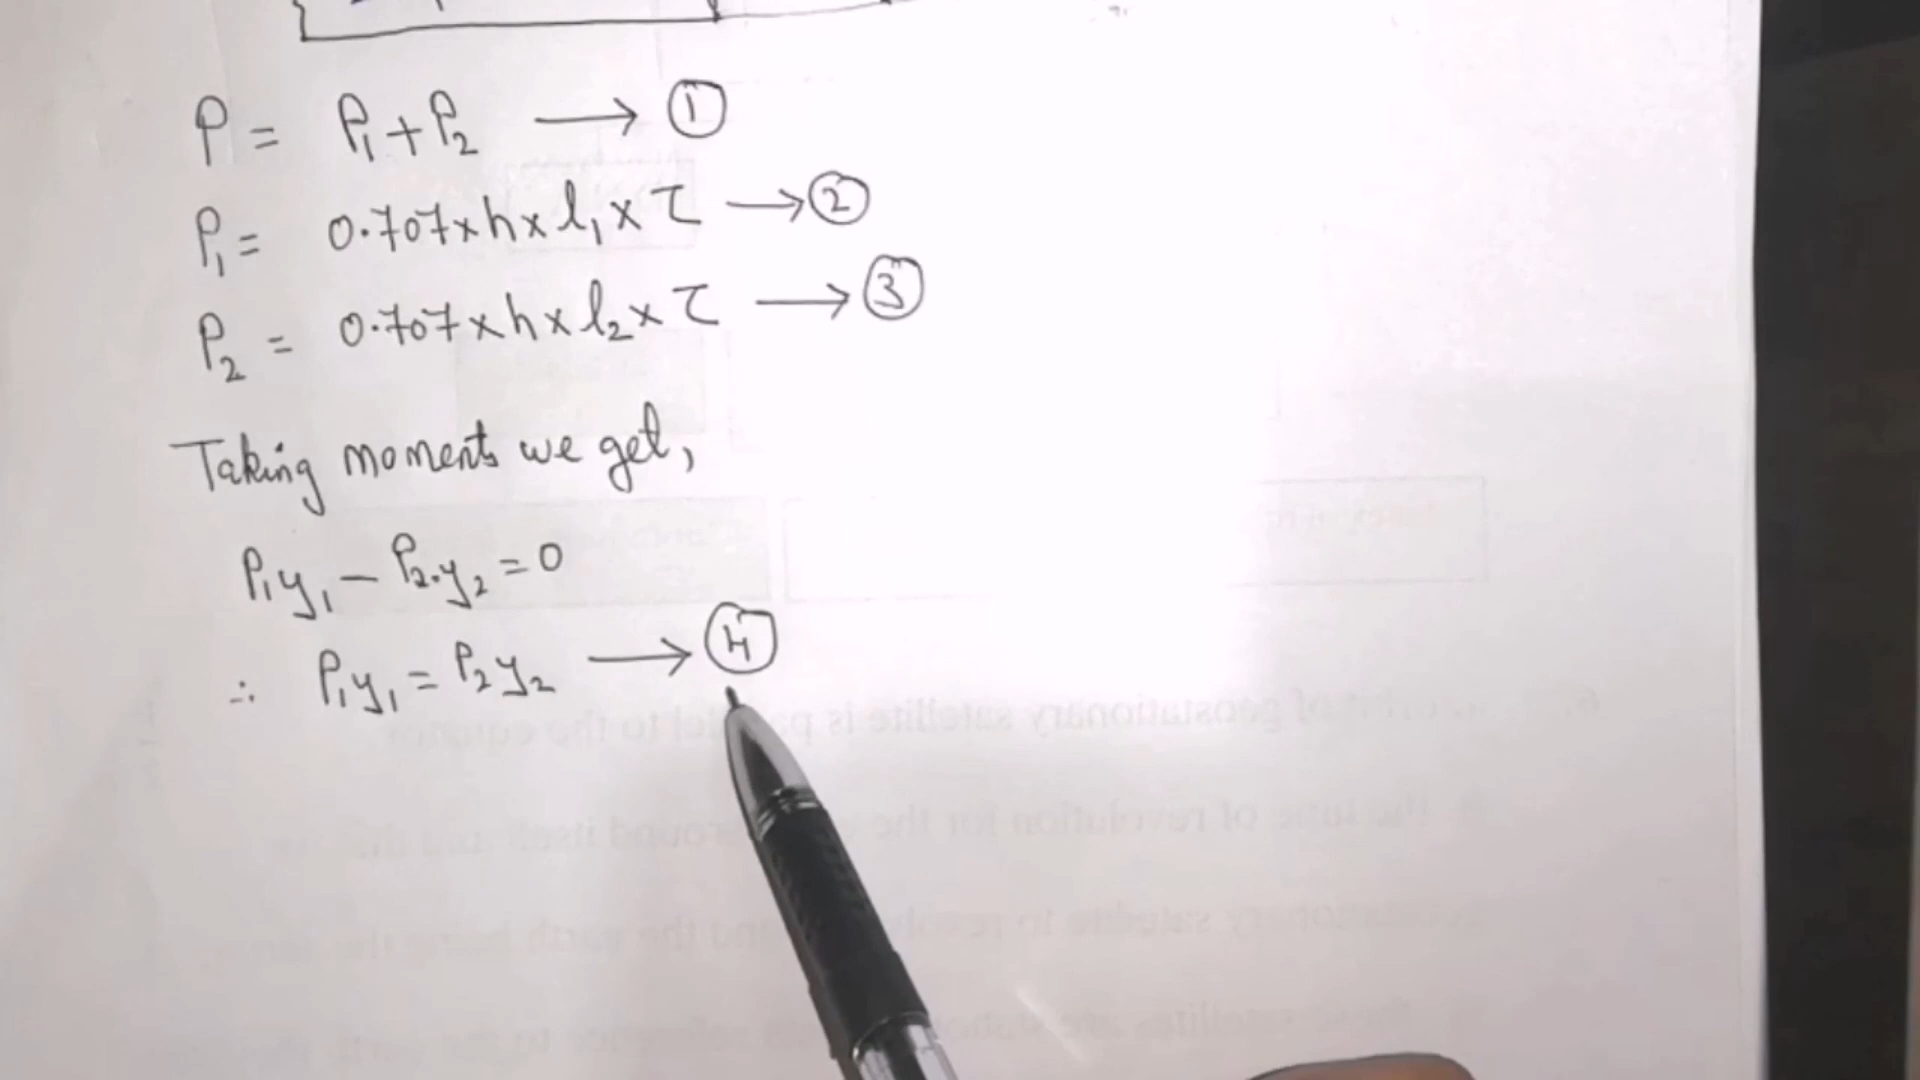 P = P₁+P₂ → ①
P₁ = 0.707×h×l₁×τ → ②
P₂ = 0.707×h×l₂×τ → ③
Taking moments we get,
P₁y₁ - P₂.y₂ = 0
∴ P₁y₁ = P₂y₂ → ④